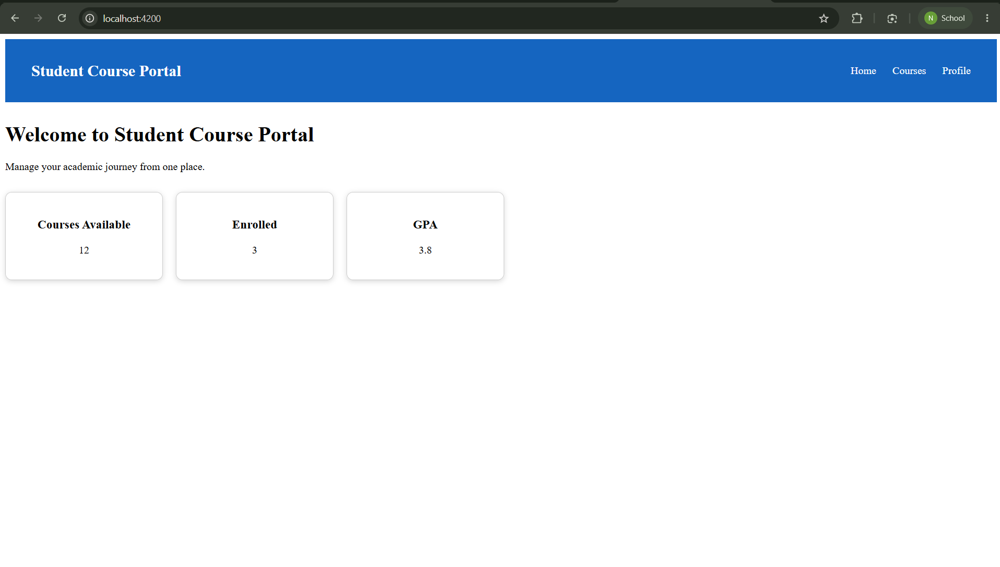 localhost:4200
N School
Student Course Portal
Home Courses Profile
Welcome to Student Course Portal
Manage your academic journey from one place.
Courses Available
12
Enrolled
3
GPA
3.8